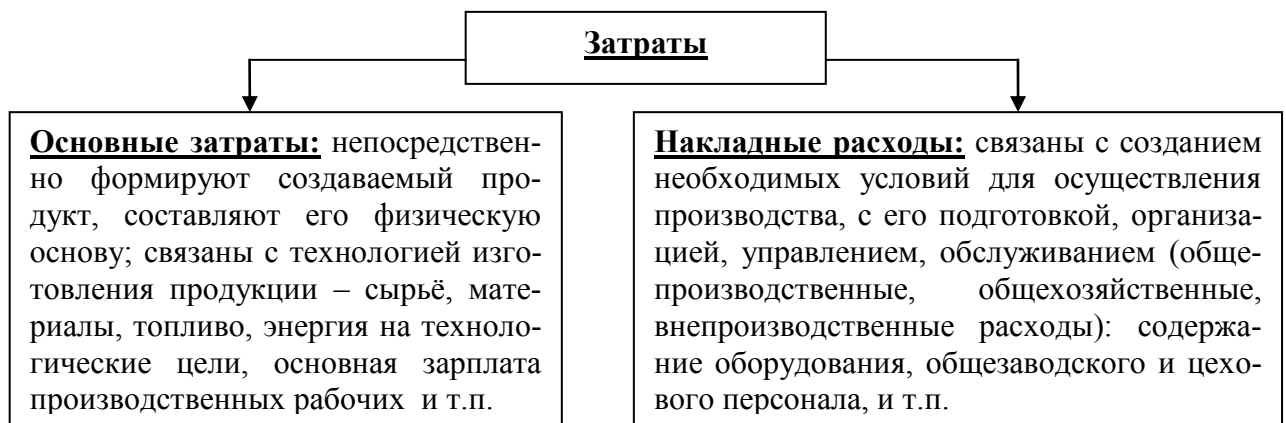 Затраты
Основные затраты: непосредствен-
но формируют создаваемый про-
дукт, составляют его физическую
основу; связаны с технологией изго-
товления продукции – сырьё, мате-
риалы, топливо, энергия на техноло-
гические цели, основная зарплата
производственных рабочих и т.п.
Накладные расходы: связаны с созданием
необходимых условий для осуществления
производства, с его подготовкой, организа-
цией, управлением, обслуживанием (обще-
производственные, общехозяйственные,
внепроизводственные расходы): содержа-
ние оборудования, общезаводского и цехо-
вого персонала, и т.п.